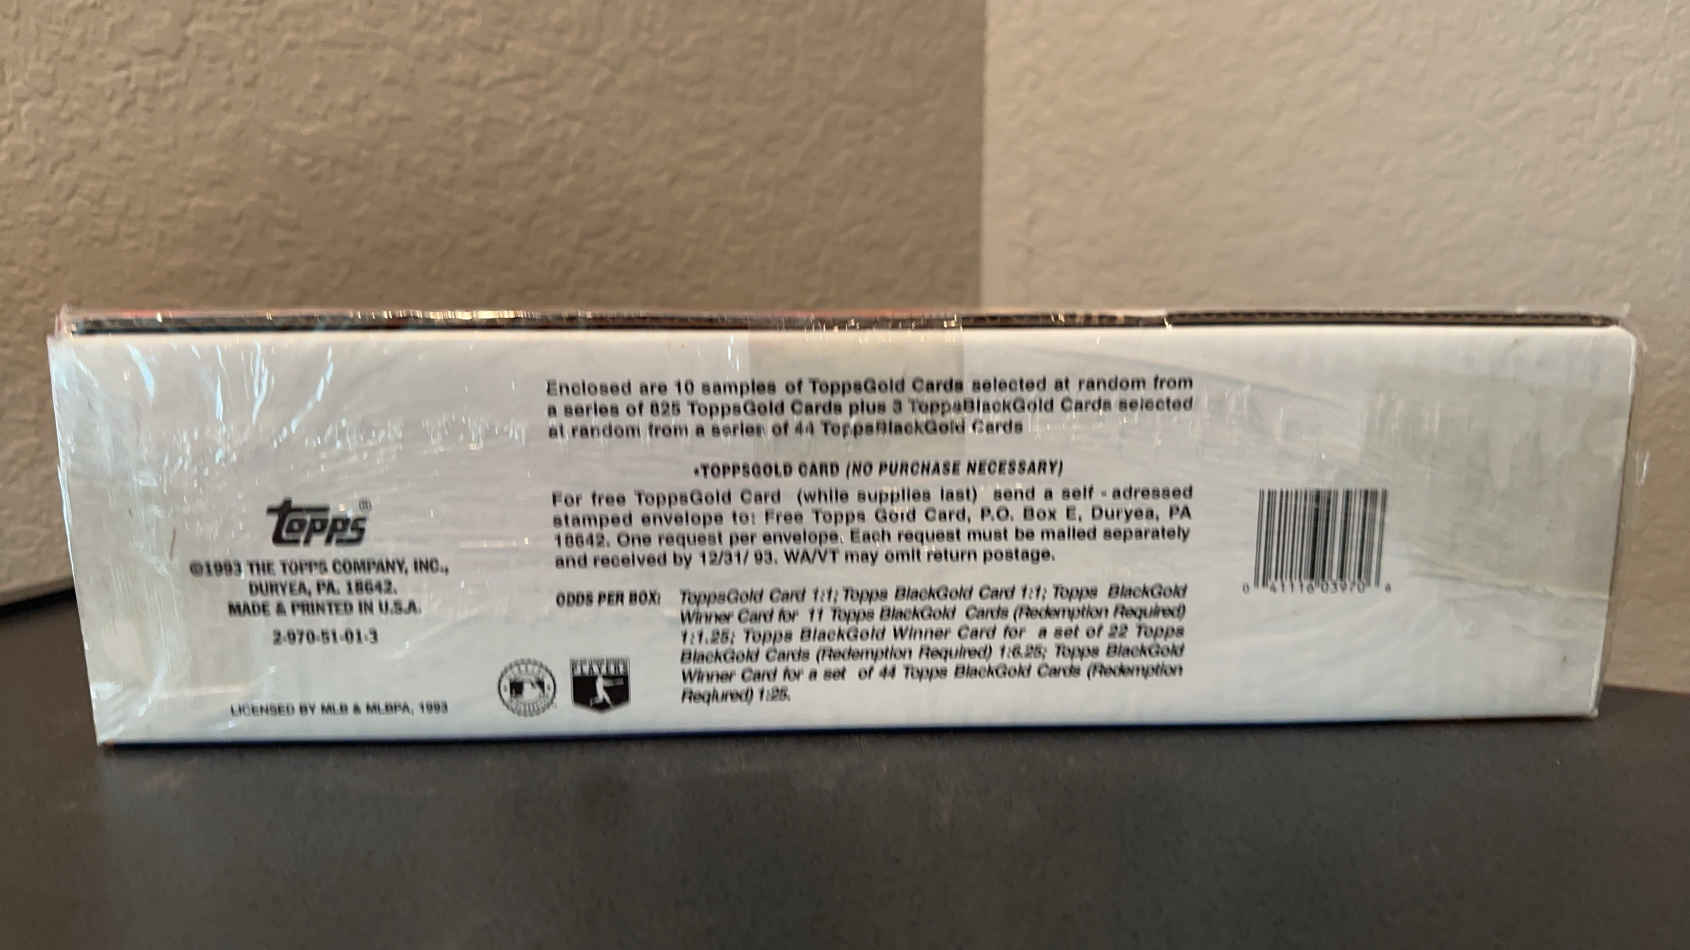 Enclosed are 10 samples of ToppsGold Cards selected at random from
a series of 825 ToppsGold Cards plus 3 ToppsBlackGold Cards selected
at random from a series of 44 ToppsBlackGold Cards
•TOPPSGOLD CARD (NO PURCHASE NECESSARY)
For free ToppsGold Card (while supplies last) send a self - adressed
stamped envelope to: Free Topps Gold Card, P.O. Box E, Duryea, PA
18642. One request per envelope. Each request must be mailed separately
and received by 12/31/ 93. WA/VT may omit return postage.
ODDS PER BOX: ToppsGold Card 1:1; Topps BlackGold Card 1:1; Topps BlackGold
Winner Card for 11 Topps BlackGold Cards (Redemption Required)
1:1.25; Topps BlackGold Winner Card for a set of 22 Topps
BlackGold Cards (Redemption Required) 1:6.25; Topps BlackGold
Winner Card for a set of 44 Topps BlackGold Cards (Redemption
Reqiured) 1:25.
topps®
©1993 THE TOPPS COMPANY, INC.,
DURYEA, PA. 18642.
MADE & PRINTED IN U.S.A.
2-970-51-01-3
LICENSED BY MLB & MLBPA, 1993
PLAYERS
0 41116 03970 6